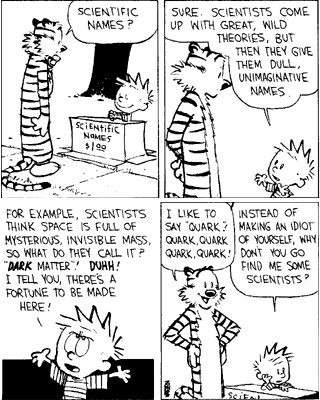 SCIENTIFIC
NAMES?
SCIENTIFIC
NAMES
$1.00
SURE. SCIENTISTS COME
UP WITH GREAT, WILD
THEORIES, BUT
THEN THEY GIVE
THEM DULL,
UNIMAGINATIVE
NAMES.
FOR EXAMPLE, SCIENTISTS
THINK SPACE IS FULL OF
MYSTERIOUS, INVISIBLE MASS,
SO WHAT DO THEY CALL IT?
"DARK MATTER"! DUHH!
I TELL YOU, THERE'S A
FORTUNE TO BE MADE
HERE!
I LIKE TO
SAY "QUARK"!
QUARK, QUARK,
QUARK, QUARK!
INSTEAD OF
MAKING AN IDIOT
OF YOURSELF, WHY
DON'T YOU GO
FIND ME SOME
SCIENTISTS?